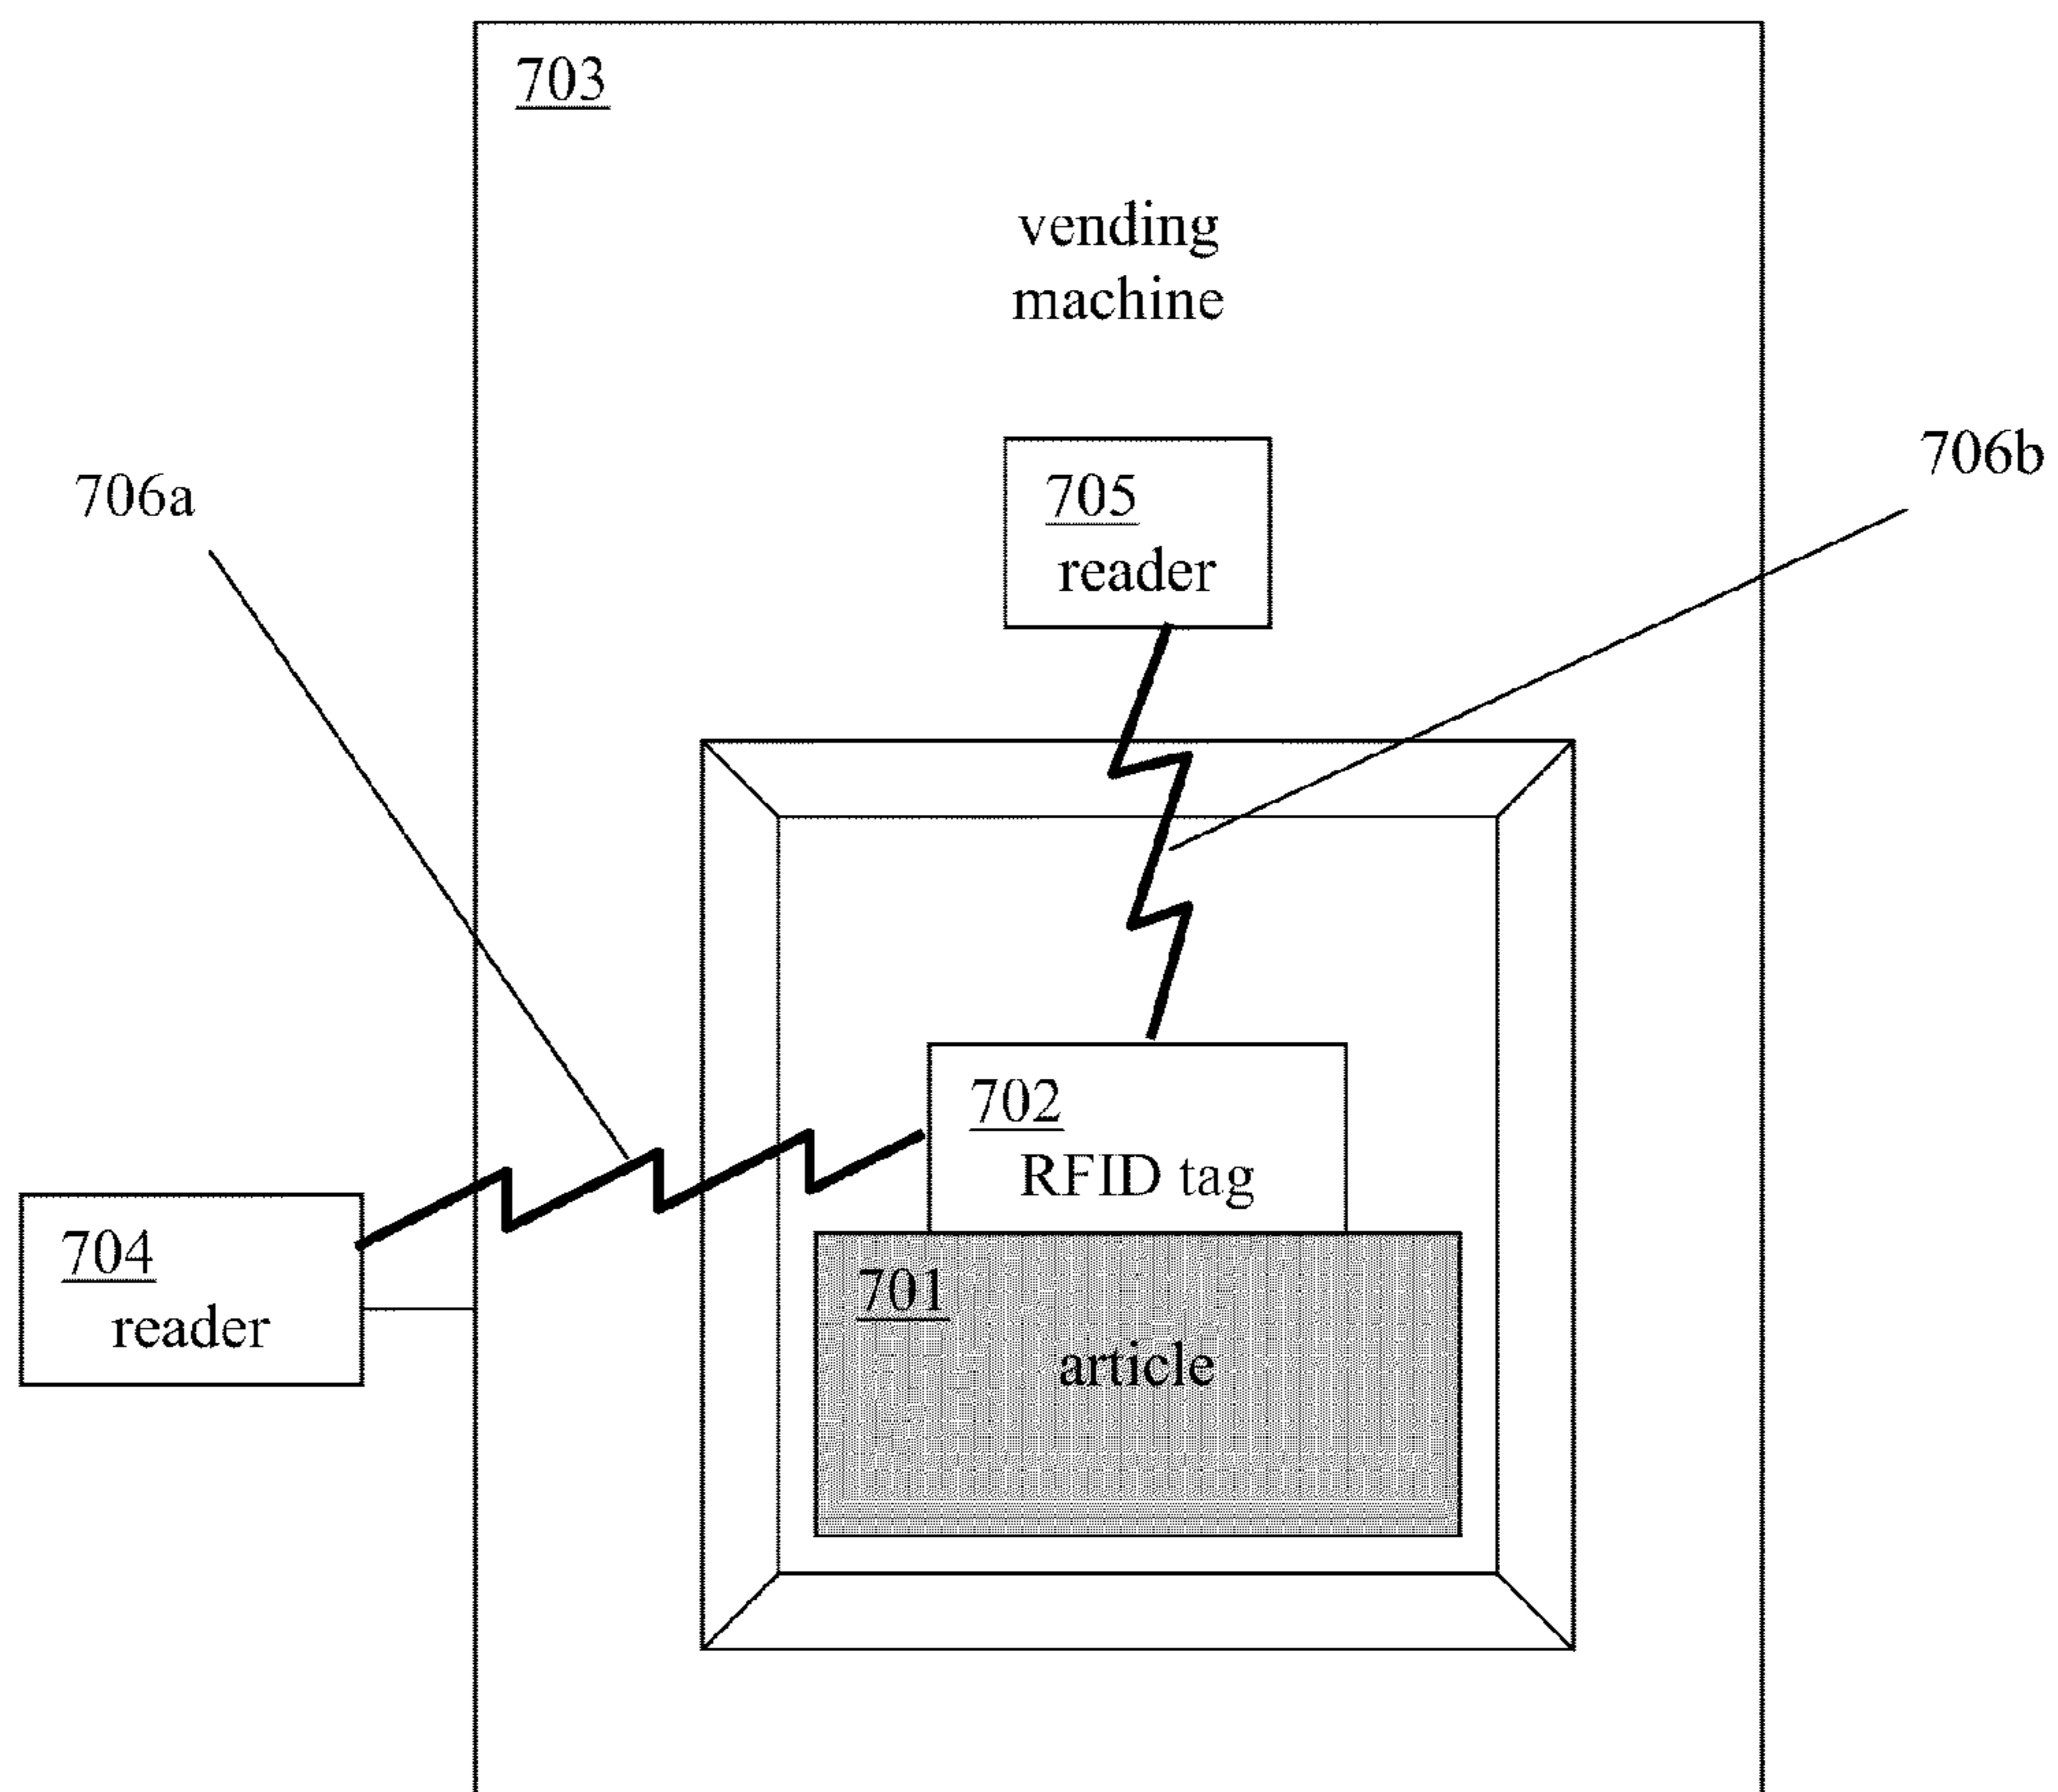 703
vending
machine
706b
706a
705
reader
702
RFID tag
704
reader
701
article